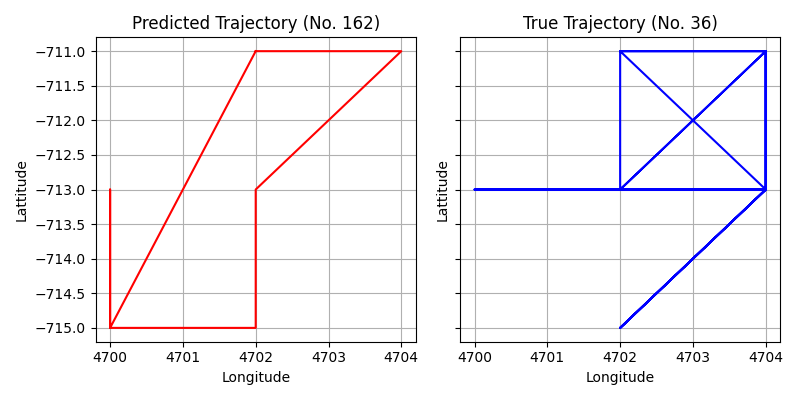 Predicted Trajectory (No. 162)
True Trajectory (No. 36)
Lattitude
−711.0
−711.5
−712.0
−712.5
−713.0
−713.5
−714.0
−714.5
−715.0
4700 4701 4702 4703 4704
Longitude
Lattitude
4700 4701 4702 4703 4704
Longitude